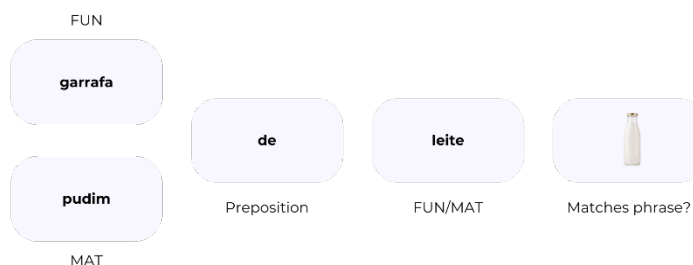 FUN
garrafa
pudim
MAT
de
Preposition
leite
FUN/MAT
Matches phrase?